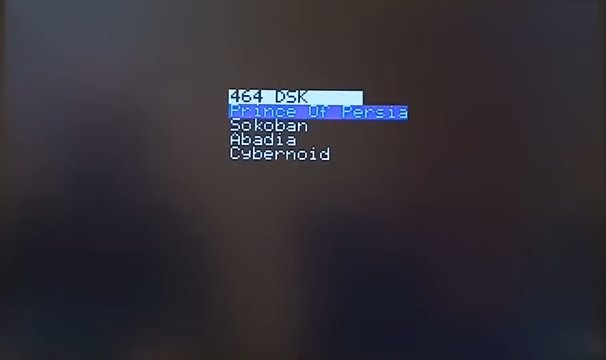 464 DSK
Prince Of Persia
Sokoban
Abadia
Cybernoid